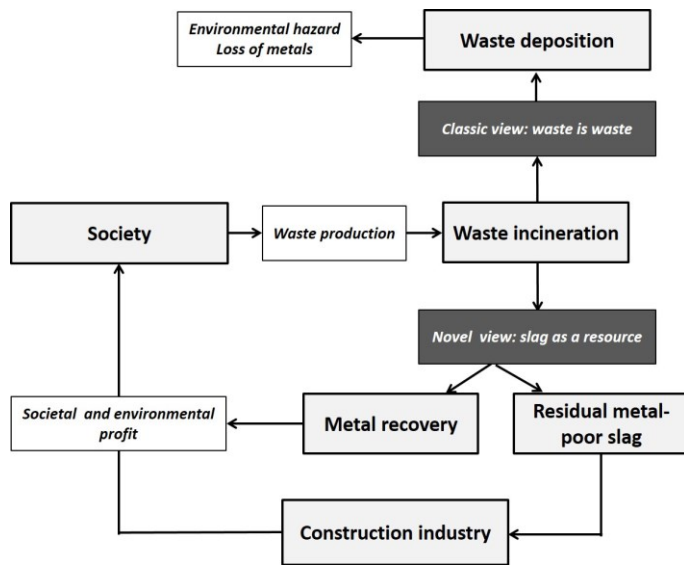 Environmental hazard
Loss of metals
Waste deposition
Classic view: waste is waste
Society
Waste production
Waste incineration
Novel view: slag as a resource
Societal and environmental
profit
Metal recovery
Residual metal-
poor slag
Construction industry